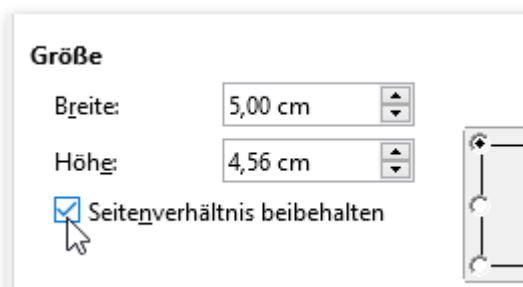 Größe
Breite: 5,00 cm
Höhe: 4,56 cm
Seitenverhältnis beibehalten